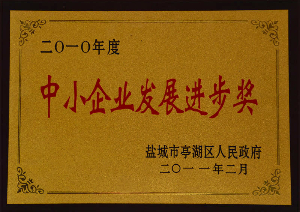 二〇一〇年度
中小企业发展进步奖
盐城市亭湖区人民政府
二〇一一年二月